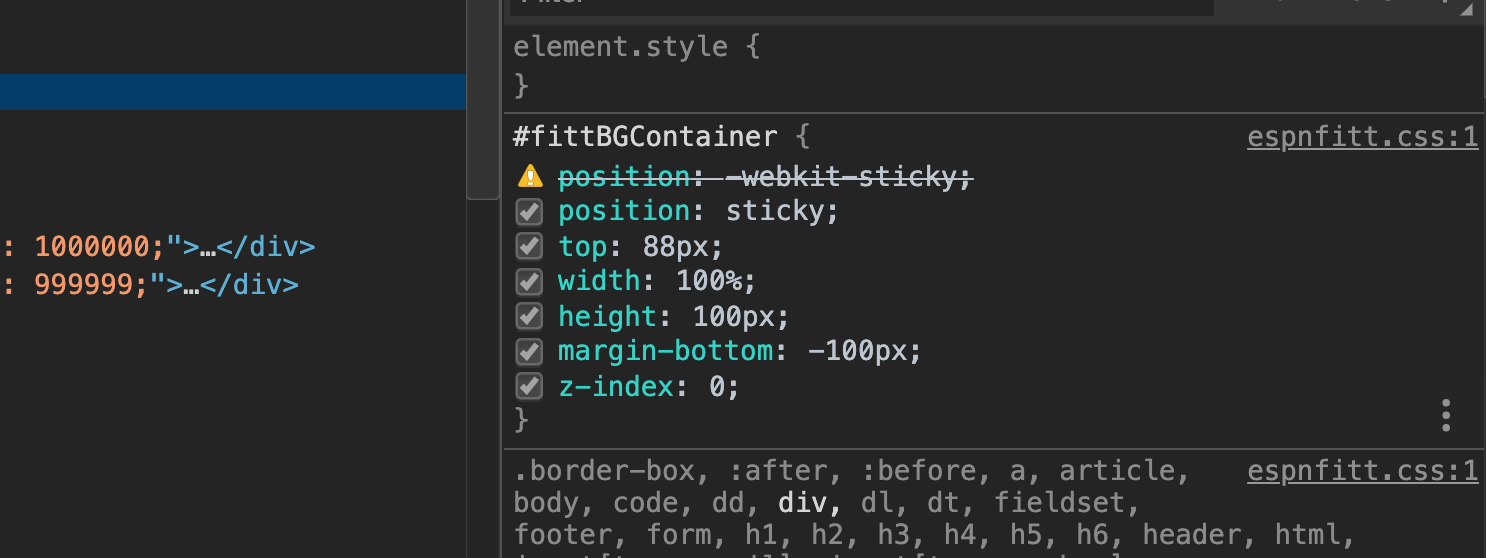 element.style {
}
#fittBGContainer {
espnfitt.css:1
position: -webkit-sticky;
position: sticky;
top: 88px;
width: 100%;
height: 100px;
margin-bottom: -100px;
z-index: 0;
}
: 1000000;">…</div>
: 999999;">…</div>
.border-box, :after, :before, a, article,
espnfitt.css:1
body, code, dd, div, dl, dt, fieldset,
footer, form, h1, h2, h3, h4, h5, h6, header, html,